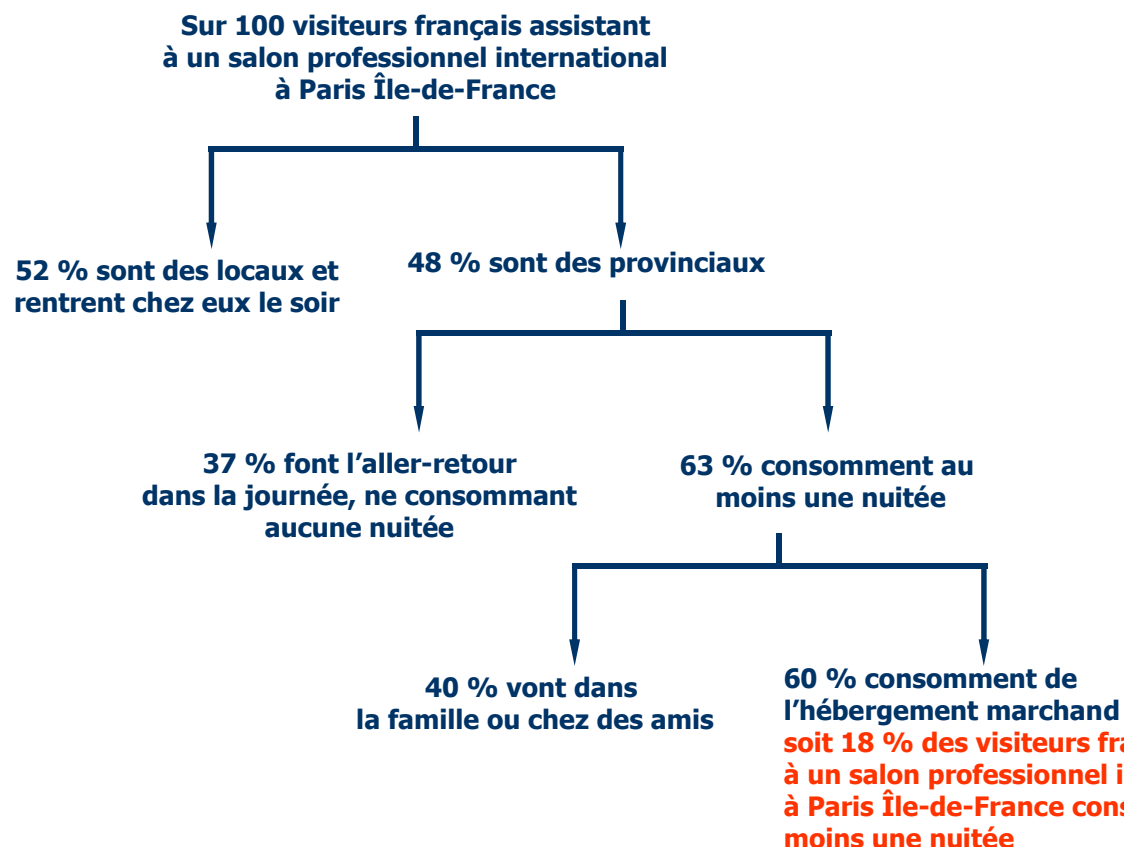 Sur 100 visiteurs français assistant
à un salon professionnel international
à Paris Île-de-France
52 % sont des locaux et
rentrent chez eux le soir
48 % sont des provinciaux
37 % font l’aller-retour
dans la journée, ne consommant
aucune nuitée
63 % consomment au
moins une nuitée
40 % vont dans
la famille ou chez des amis
60 % consomment de
l’hébergement marchand
soit 18 % des visiteurs
à un salon professionnel
à Paris Île-de-France
moins une nuitée